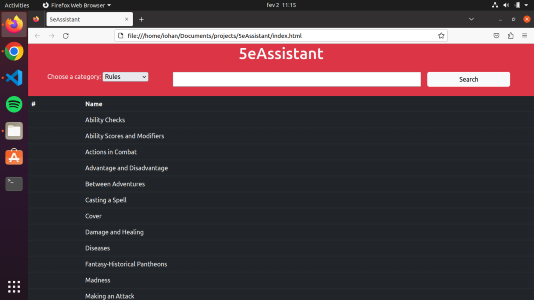 Activities Firefox Web Browser fev 2 11:15
5eAssistant
file:///home/lohan/Documents/projects/5eAssistant/index.html
5eAssistant
Choose a category: Rules Search
# Name
Ability Checks
Ability Scores and Modifiers
Actions in Combat
Advantage and Disadvantage
Between Adventures
Casting a Spell
Cover
Damage and Healing
Diseases
Fantasy-Historical Pantheons
Madness
Making an Attack